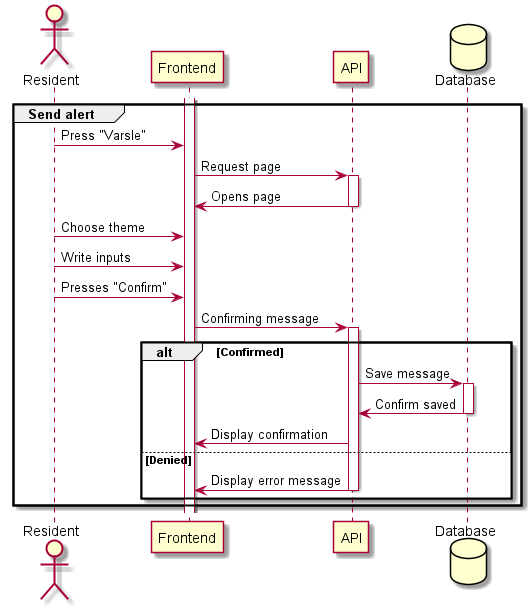 Resident
Frontend
API
Database
Send alert
Press "Varsle"
Request page
Opens page
Choose theme
Write inputs
Presses "Confirm"
Confirming message
alt [Confirmed]
Save message
Confirm saved
Display confirmation
[Denied]
Display error message
Resident
Frontend
API
Database